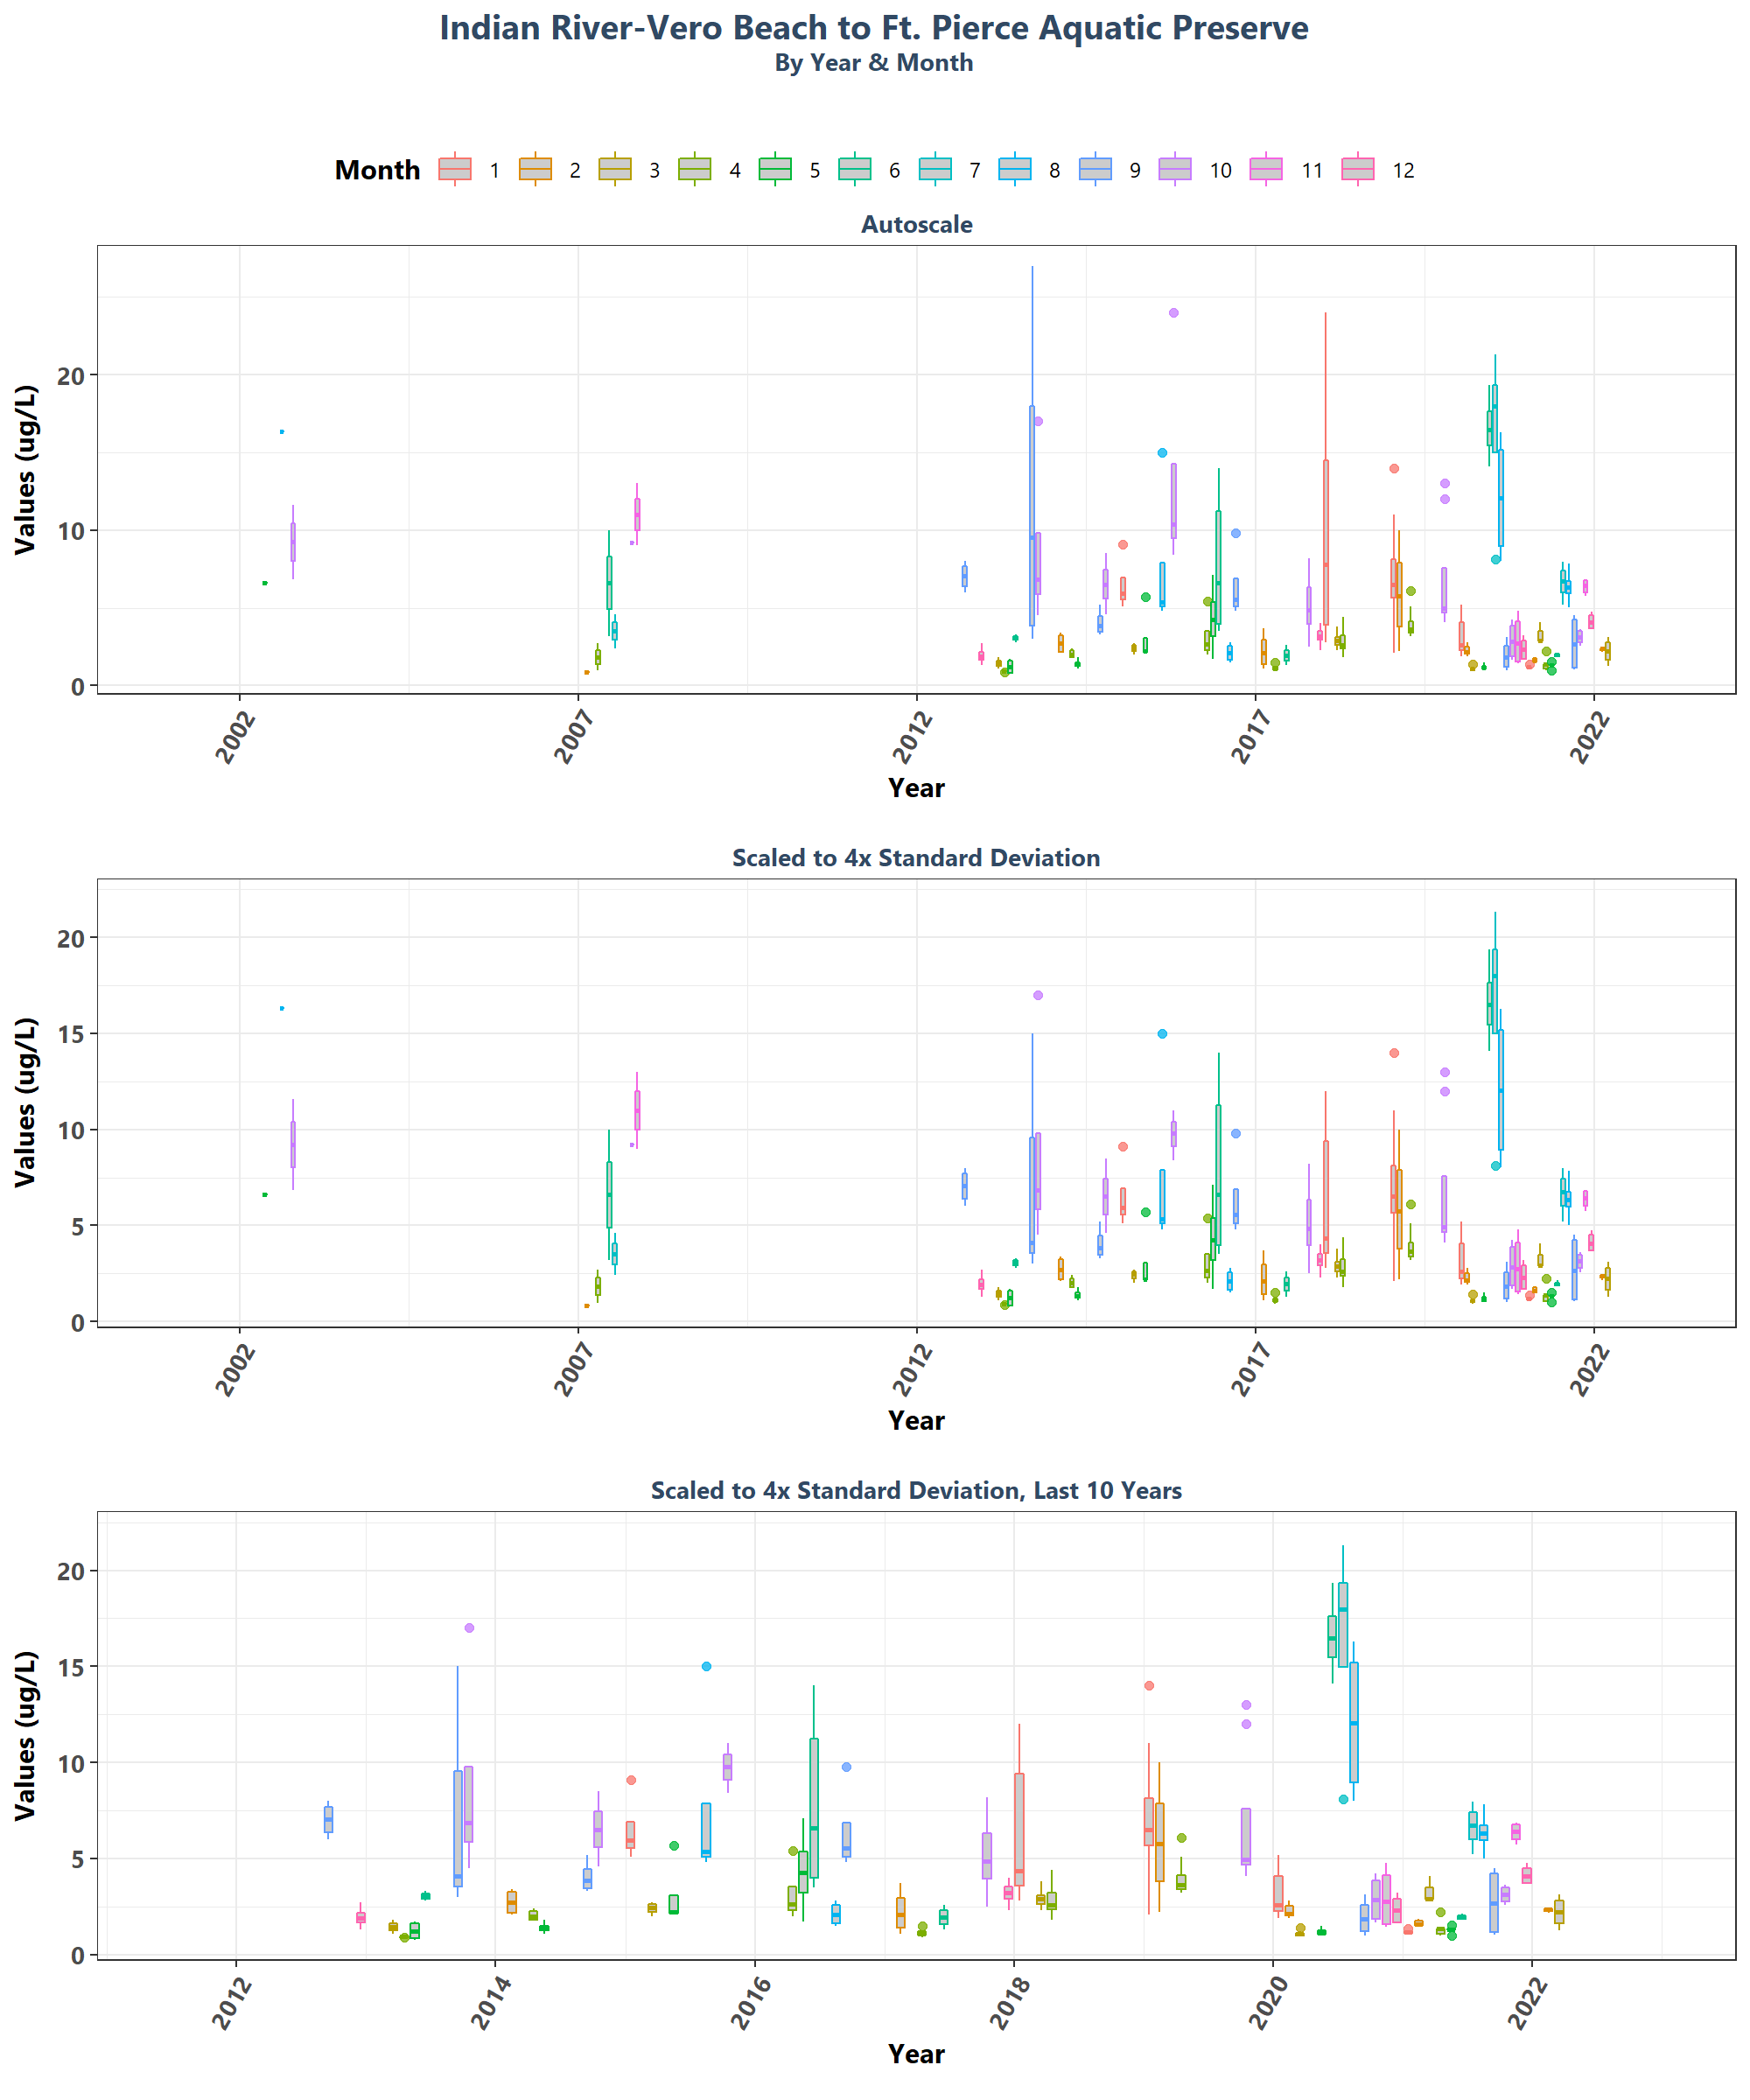 Indian River-Vero Beach to Ft. Pierce Aquatic Preserve
By Year & Month
Month 1 2 3 4 5 6 7 8 9 10 11 12
Autoscale
Values (ug/L)
20
10
0
2002 2007 2012 2017 2022
Year
Scaled to 4x Standard Deviation
Values (ug/L)
20
15
10
5
0
2002 2007 2012 2017 2022
Year
Scaled to 4x Standard Deviation, Last 10 Years
Values (ug/L)
20
15
10
5
0
2012 2014 2016 2018 2020 2022
Year